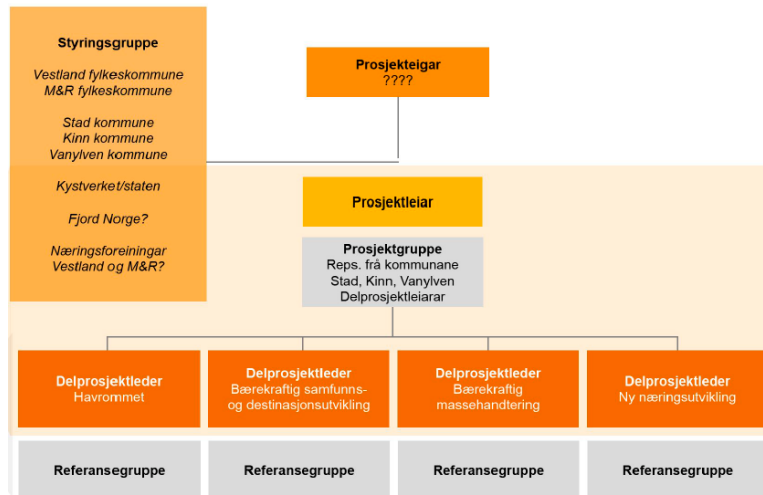 Styringsgruppe
Vestland fylkeskommune
M&R fylkeskommune
Stad kommune
Kinn kommune
Vanylven kommune
Kystverket/staten
Fjord Norge?
Næringsforeiningar
Vestland og M&R?
Prosjekteigar
????
Prosjektleiar
Prosjektgruppe
Reps. frå kommunane
Stad, Kinn, Vanylven
Delprosjektleiarar
Delprosjektleder
Havrommet
Delprosjektleder
Bærekraftig samfunns-
og destinasjonsutvikling
Delprosjektleder
Bærekraftig
massehandtering
Delprosjektleder
Ny næringsutvikling
Referansegruppe
Referansegruppe
Referansegruppe
Referansegruppe